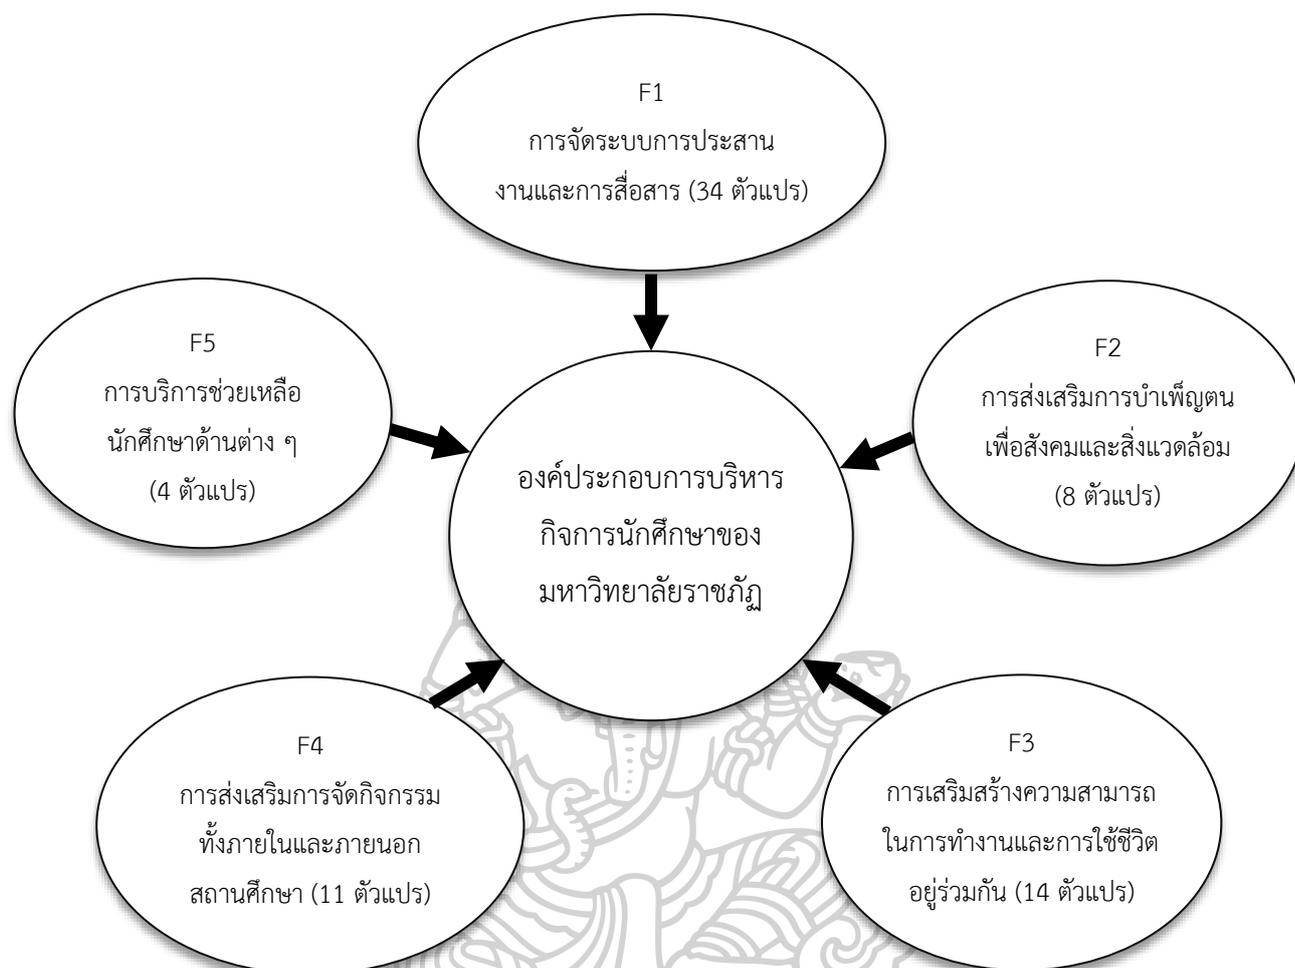 F1
การจัดระบบการประสาน
งานและการสื่อสาร (34 ตัวแปร)
F5
การบริการช่วยเหลือ
นักศึกษาด้านต่าง ๆ
(4 ตัวแปร)
F2
การส่งเสริมการบำเพ็ญตน
เพื่อสังคมและสิ่งแวดล้อม
(8 ตัวแปร)
องค์ประกอบการบริหาร
กิจการนักศึกษาของ
มหาวิทยาลัยราชภัฏ
F4
การส่งเสริมการจัดกิจกรรม
ทั้งภายในและภายนอก
สถานศึกษา (11 ตัวแปร)
F3
การเสริมสร้างความสามารถ
ในการทำงานและการใช้ชีวิต
อยู่ร่วมกัน (14 ตัวแปร)